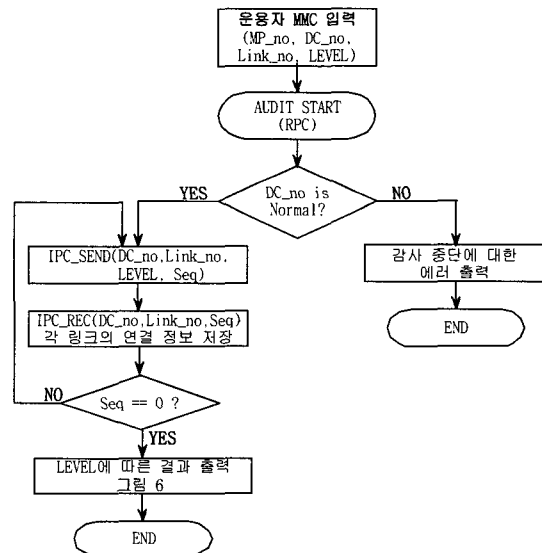 운용자 MMC 입력
(MP_no, DC_no,
Link_no, LEVEL)
AUDIT START
(RPC)
DC_no is
Normal?
YES
NO
IPC_SEND(DC_no,Link_no,
LEVEL, Seq)
감사 중단에 대한
에러 출력
IPC_REC(DC_no,Link_no,Seq)
각 링크의 연결 정보 저장
END
NO
Seq == 0 ?
YES
LEVEL에 따른 결과 출력
그림 6
END